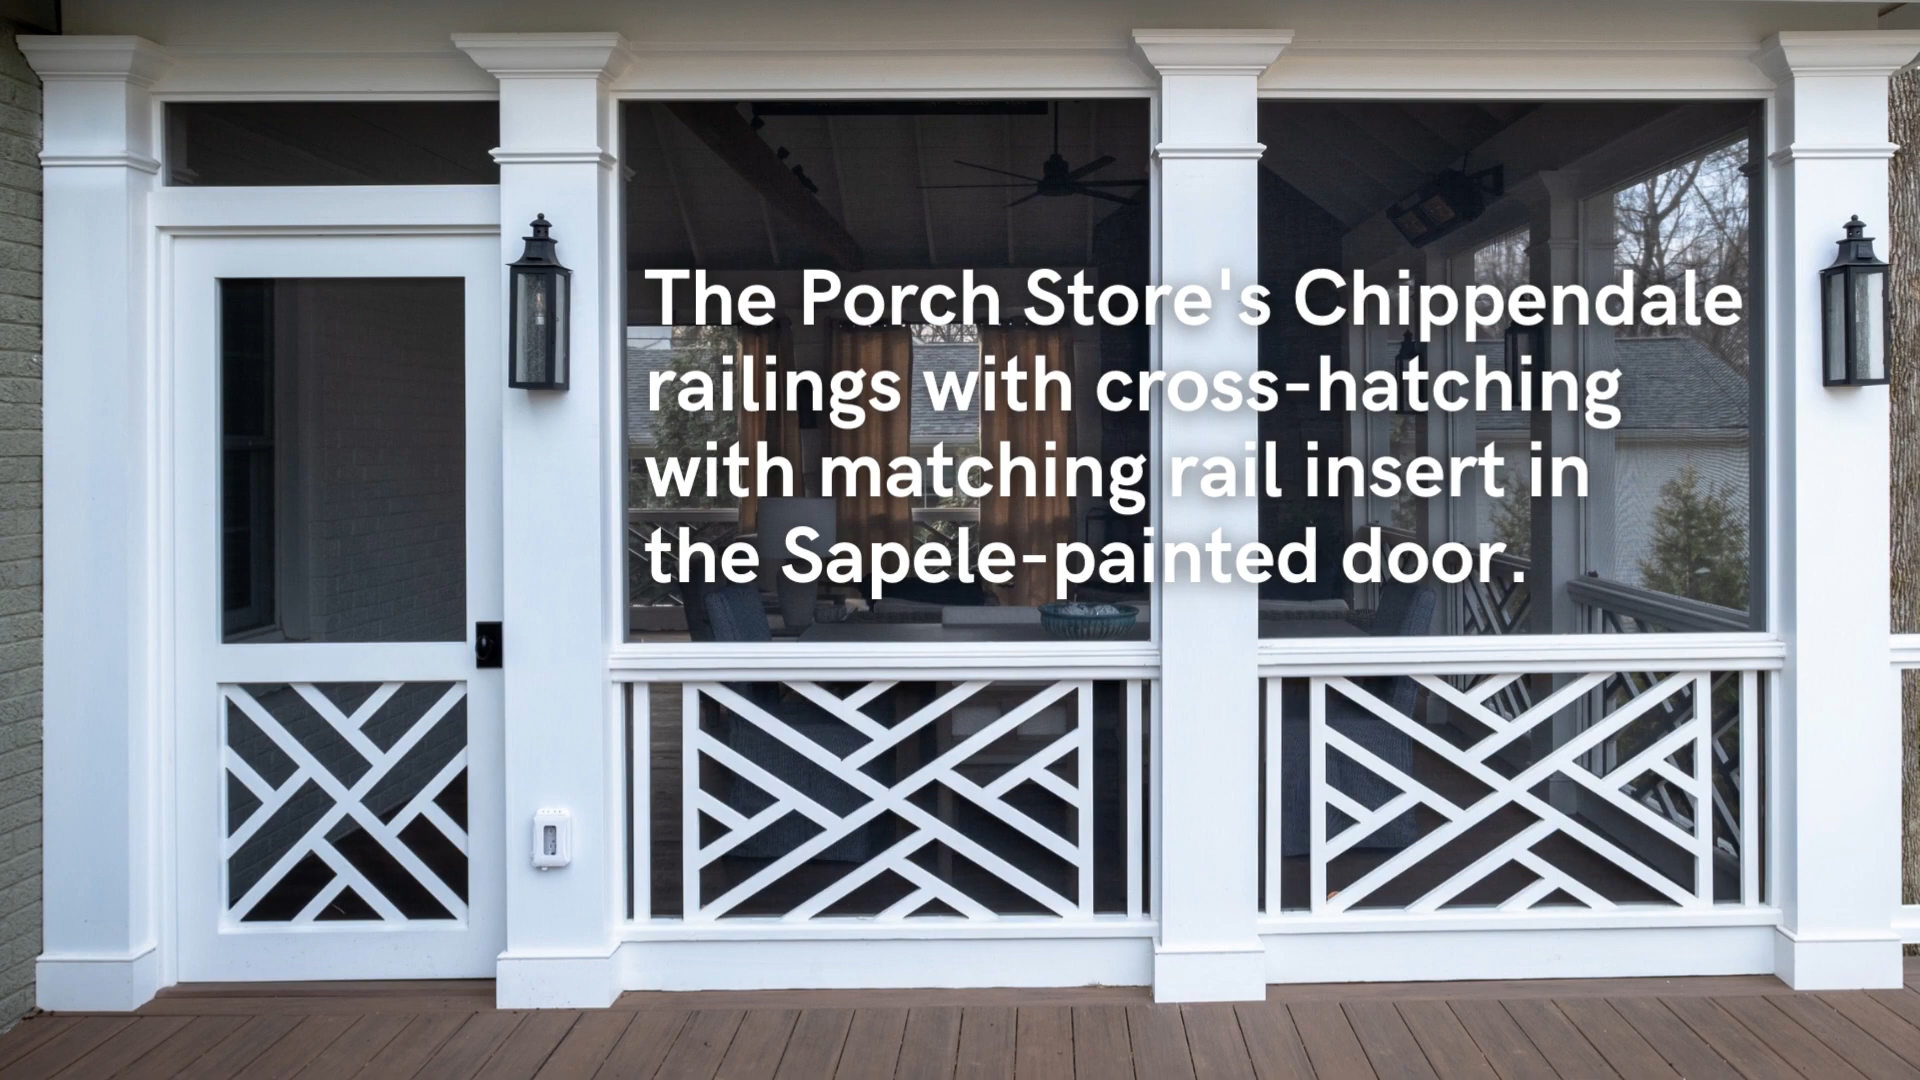 The Porch Store's Chippendale
railings with cross-hatching
with matching rail insert in
the Sapele-painted door.